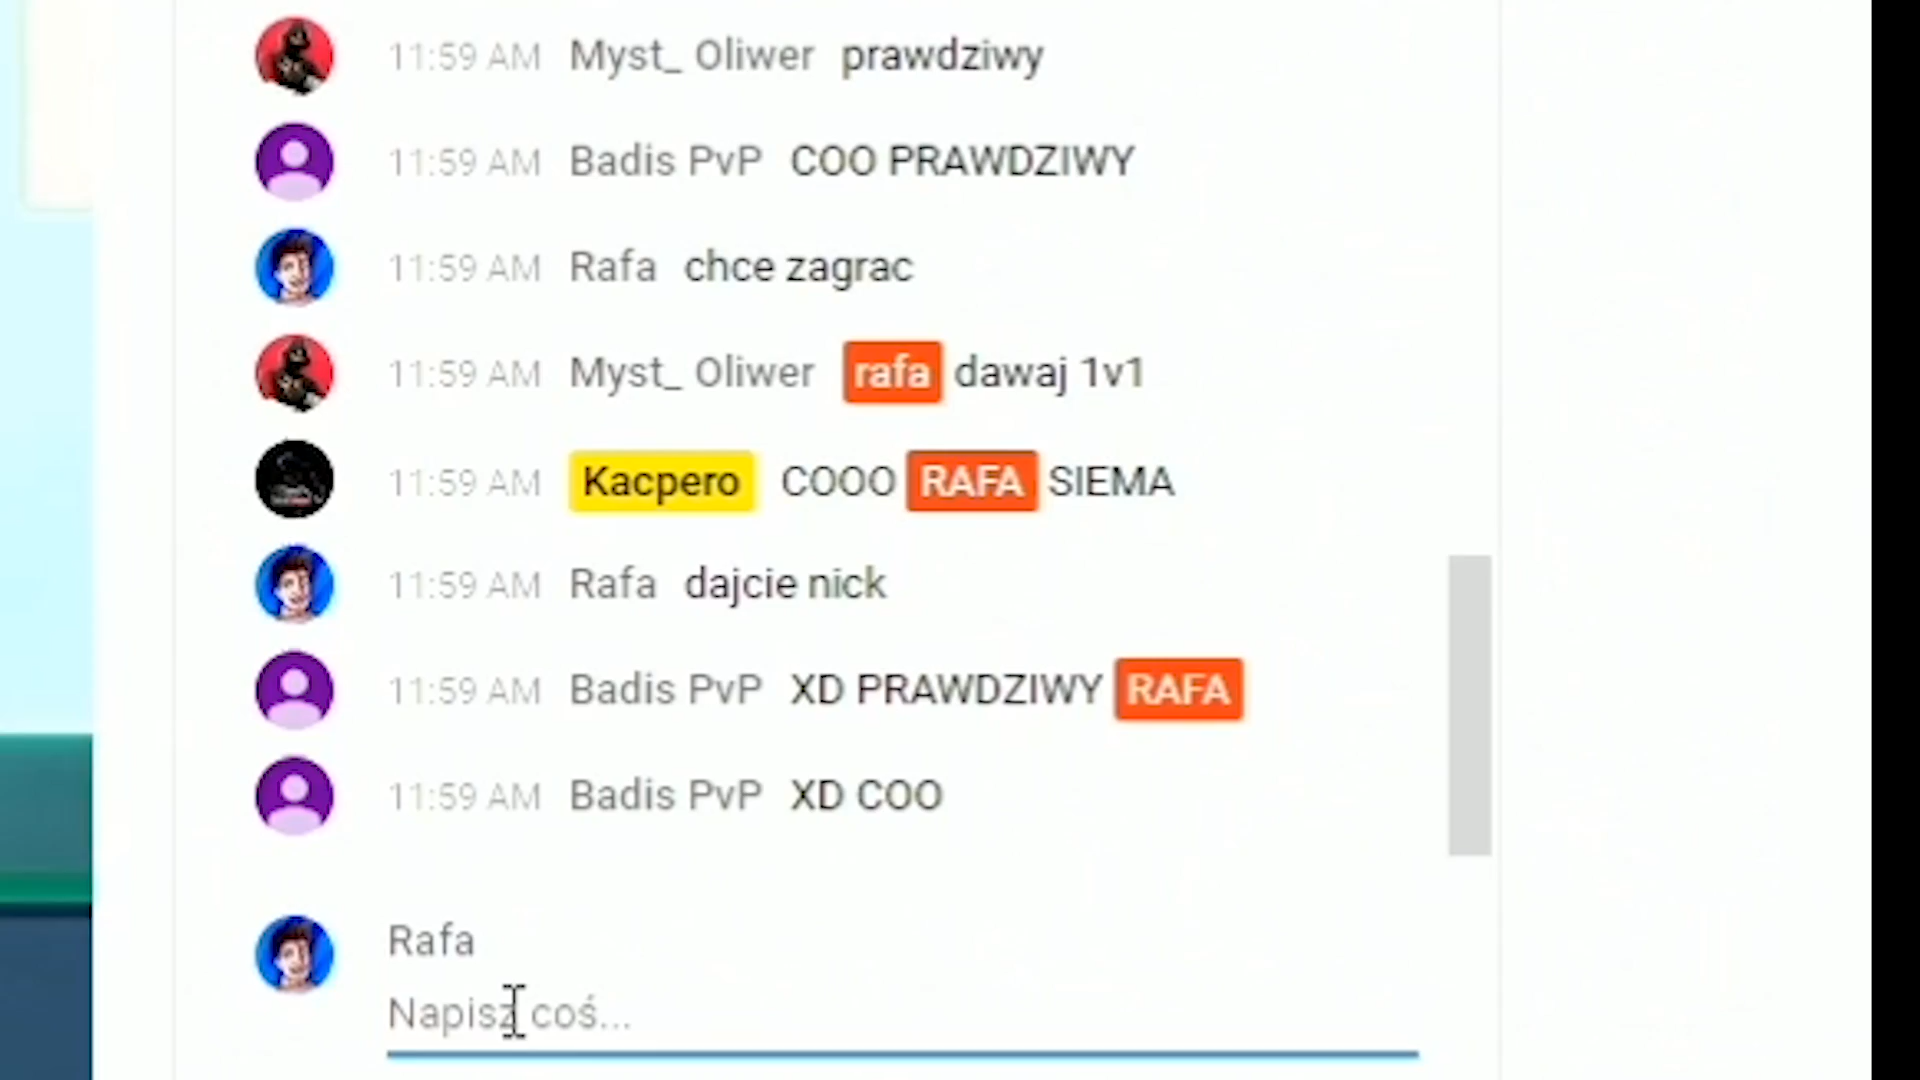 11:59 AM Myst_ Oliwer prawdziwy
11:59 AM Badis PvP COO PRAWDZIWY
11:59 AM Rafa chce zagrac
11:59 AM Myst_ Oliwer rafa dawaj 1v1
11:59 AM Kacpero COOO RAFA SIEMA
11:59 AM Rafa dajcie nick
11:59 AM Badis PvP XD PRAWDZIWY RAFA
11:59 AM Badis PvP XD COO
Rafa
Napisz coś...